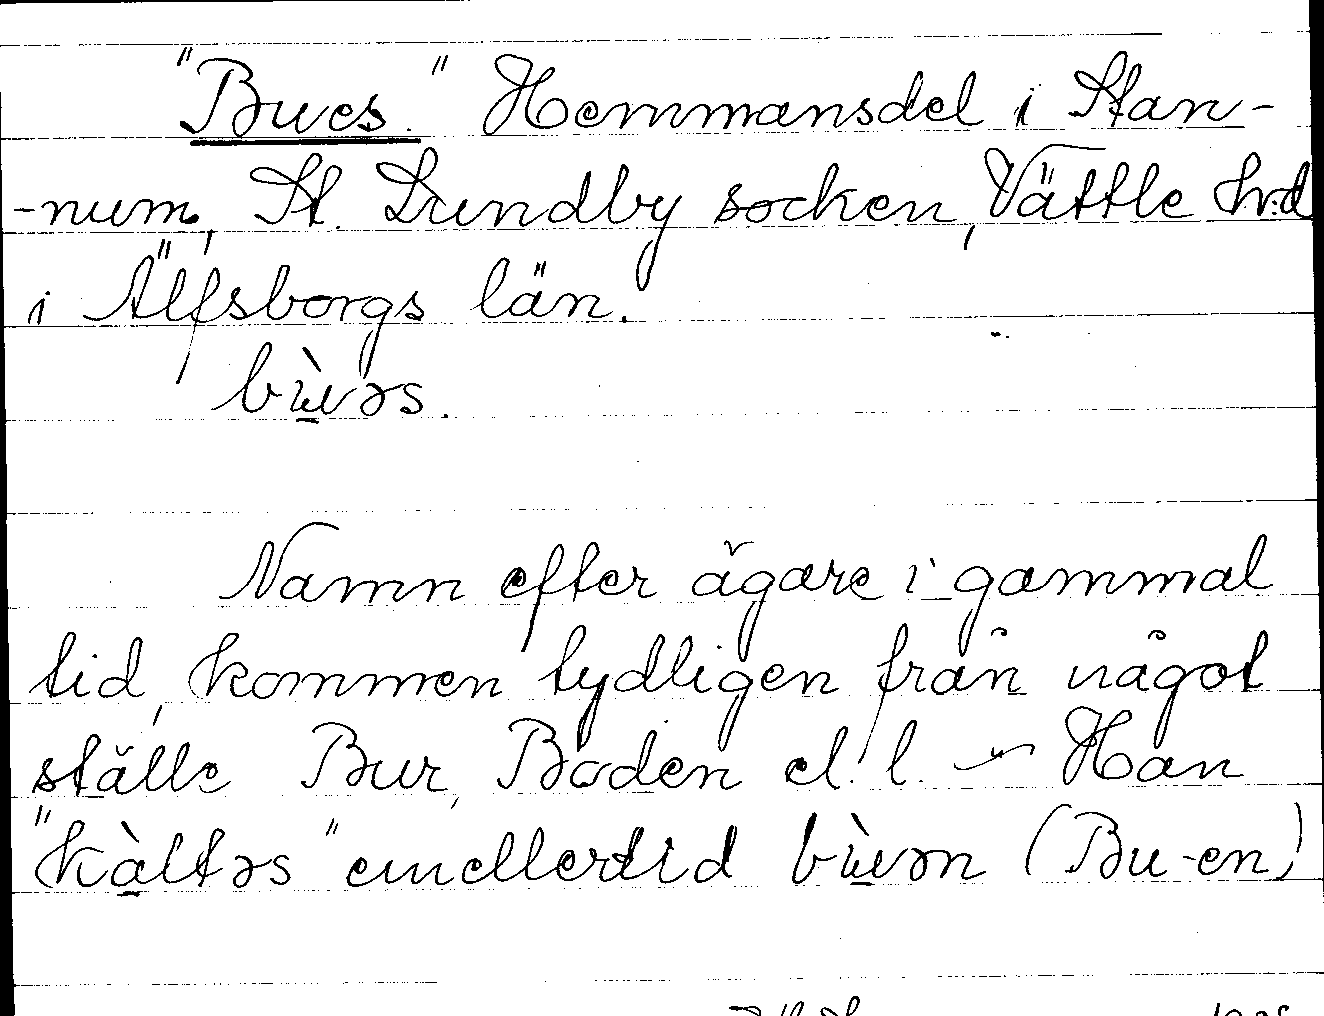 "Bues." Hemmansdel i Stan-
-num, St. Lundby socken, Vättle hd
i Älfsborgs län.
bùəs.
Namn efter ägare i gammal
tid, kommen tydligen från något
ställe Bur, Boden el. l. - Han
"kàltəs" emellertid bùən (Bu-en)